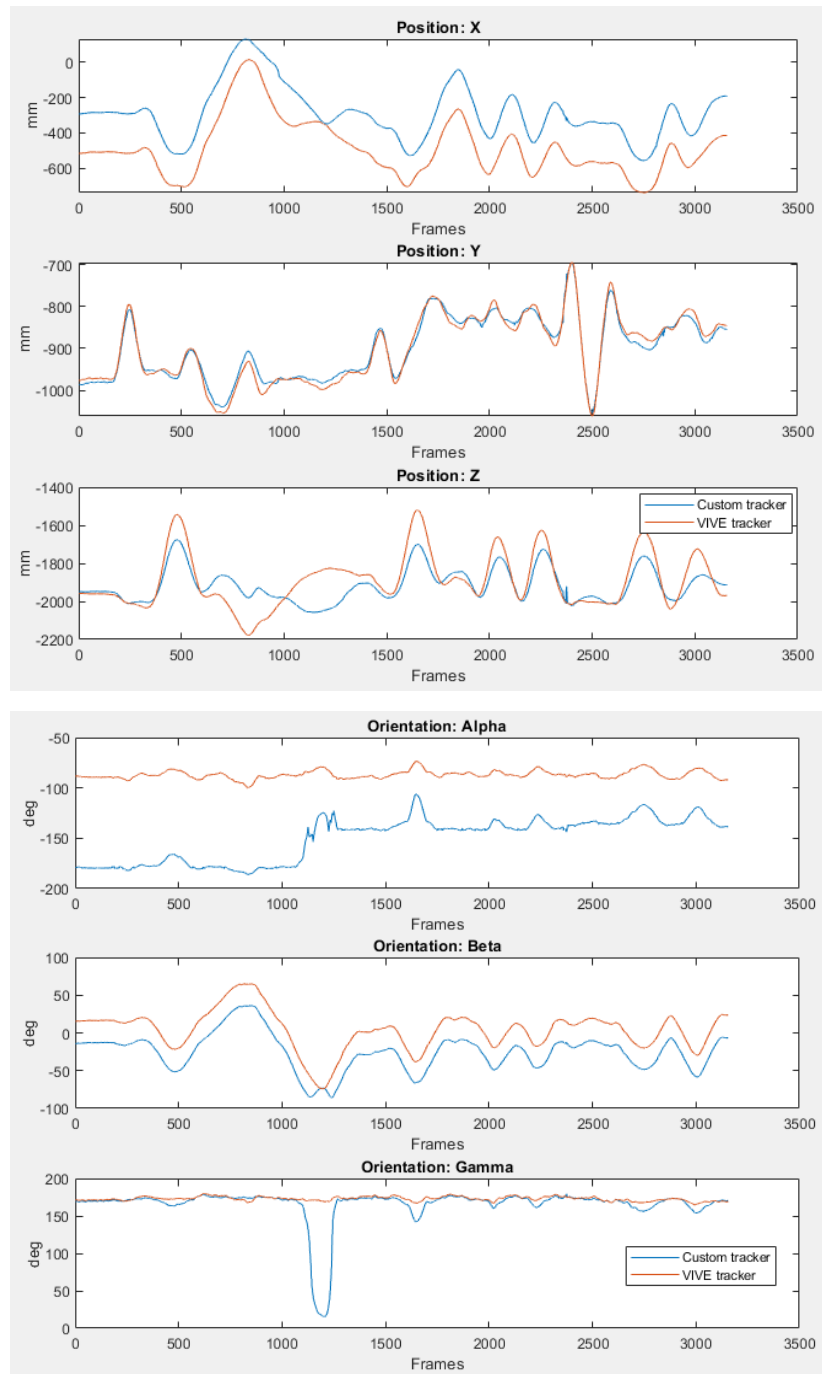 Position: X
0
-200
-400
-600
mm
0 500 1000 1500 2000 2500 3000 3500
Frames
Position: Y
-700
-800
-900
-1000
mm
0 500 1000 1500 2000 2500 3000 3500
Frames
Position: Z
-1400
-1600
-1800
-2000
-2200
mm
Custom tracker
VIVE tracker
0 500 1000 1500 2000 2500 3000 3500
Frames
Orientation: Alpha
-50
-100
-150
-200
deg
0 500 1000 1500 2000 2500 3000 3500
Frames
Orientation: Beta
100
50
0
-50
-100
deg
0 500 1000 1500 2000 2500 3000 3500
Frames
Orientation: Gamma
200
150
100
50
0
deg
Custom tracker
VIVE tracker
0 500 1000 1500 2000 2500 3000 3500
Frames